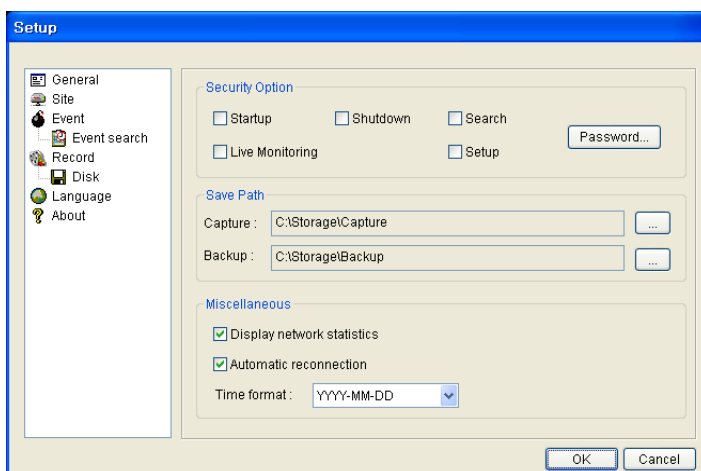 Setup
General
Site
Event
Event search
Record
Disk
Language
About
Security Option
Startup
Shutdown
Search
Live Monitoring
Setup
Password...
Save Path
Capture :
C:\Storage\Capture
...
Backup :
C:\Storage\Backup
...
Miscellaneous
Display network statistics
Automatic reconnection
Time format :
YYYY-MM-DD
OK
Cancel